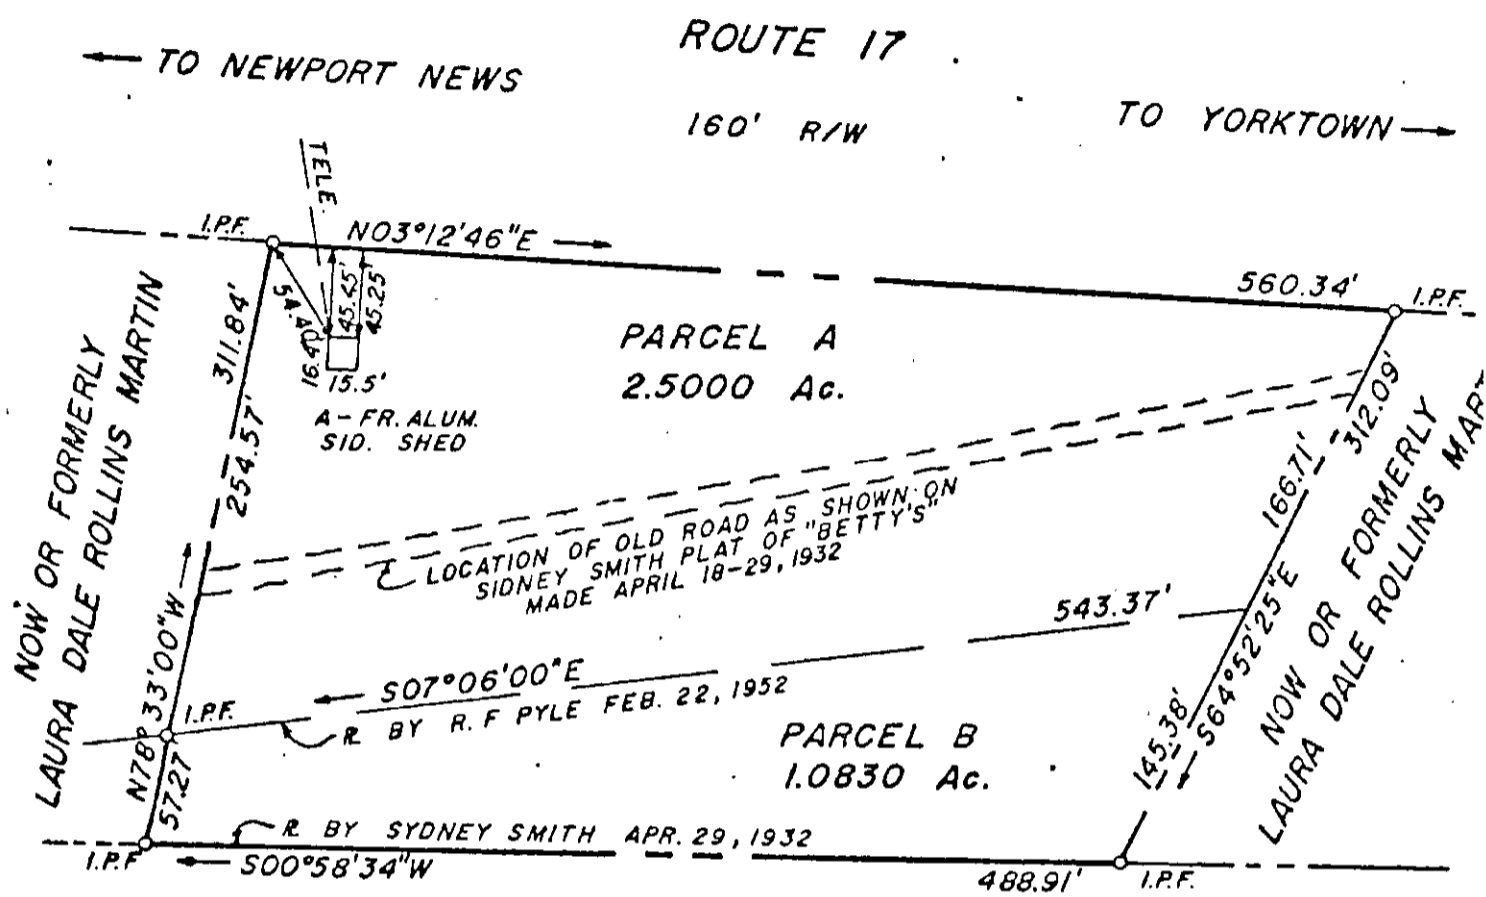 ROUTE 17
← TO NEWPORT NEWS
160' R/W
TO YORKTOWN →
TELE.
I.P.F.
N03°12'46"E
560.34'
I.P.F.
54.40'
45.45'
45.25'
16.4'
15.5'
A-FR. ALUM.
SID. SHED
PARCEL A
2.5000 Ac.
NOW OR FORMERLY
LAURA DALE ROLLINS MARTIN
311.84'
254.57'
N78°33'00"W
57.27'
312.09'
166.71'
S64°52'25"E
145.38'
NOW OR FORMERLY
LAURA DALE ROLLINS MART
LOCATION OF OLD ROAD AS SHOWN ON
SIDNEY SMITH PLAT OF "BETTY'S"
MADE APRIL 18-29, 1932
543.37'
S07°06'00"E
I.P.F.
BY R. F PYLE FEB. 22, 1952
PARCEL B
1.0830 Ac.
BY SYDNEY SMITH APR. 29, 1932
I.P.F
S00°58'34"W
488.91'
I.P.F.